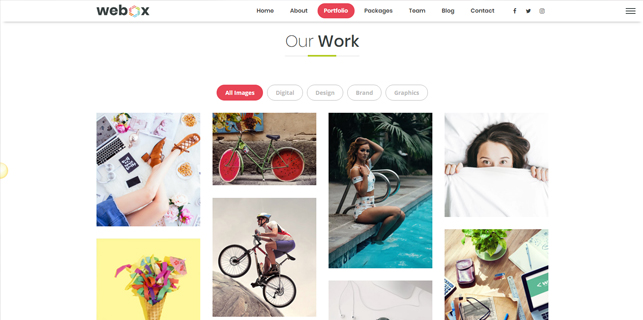 webox
Home About Portfolio Packages Team Blog Contact
Our Work
All Images Digital Design Brand Graphics